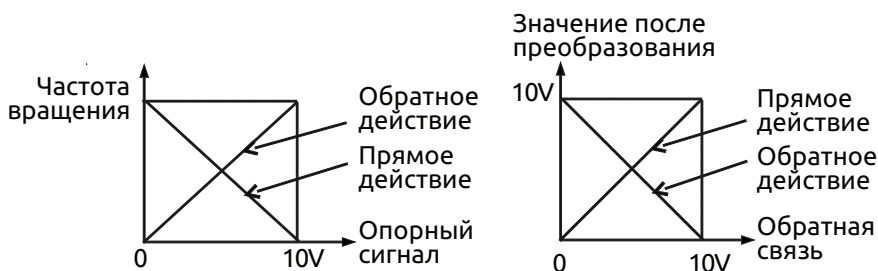 Частота
вращения
Обратное
действие
Прямое
действие
Опорный
сигнал
0
10V
Значение после
преобразования
10V
Прямое
действие
Обратное
действие
Обратная
связь
0
10V